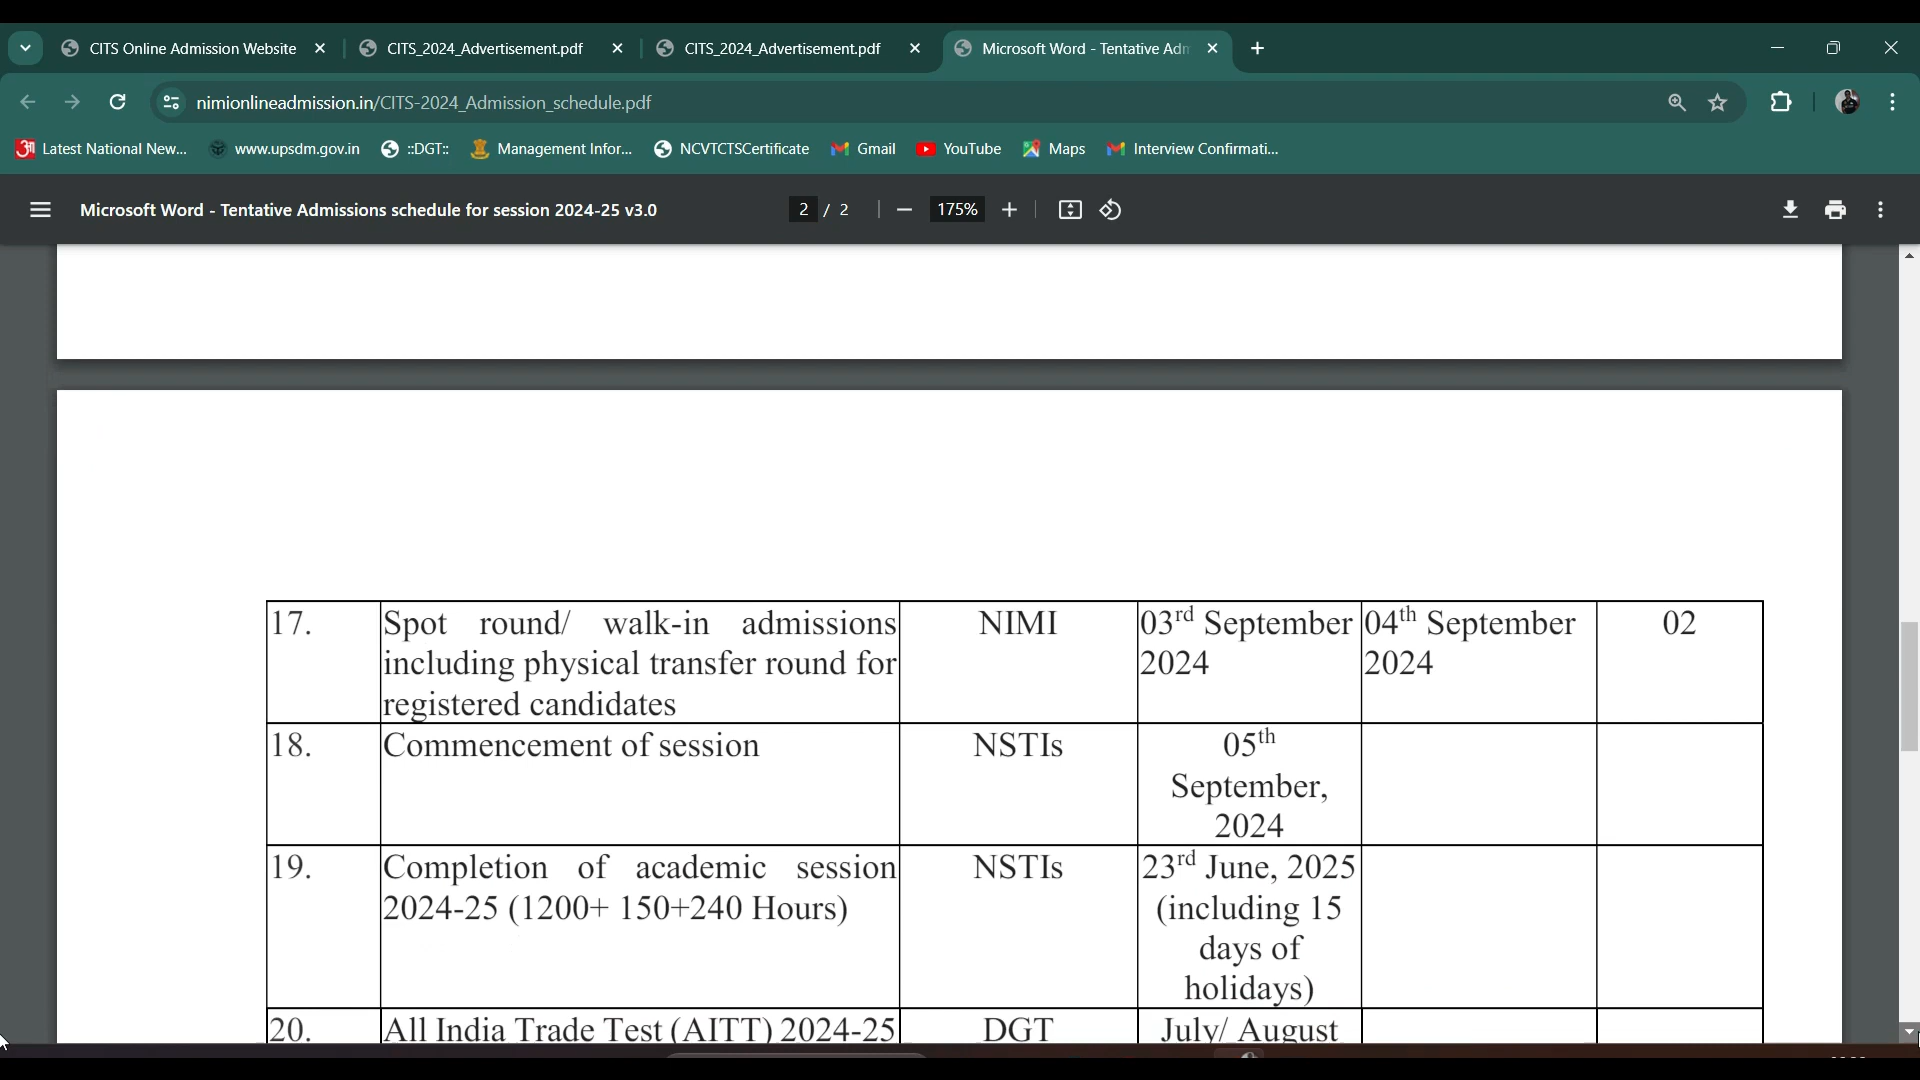 CITS Online Admission Website
CITS_2024_Advertisement.pdf
CITS_2024_Advertisement.pdf
Microsoft Word - Tentative Adm
nimionlineadmission.in/CITS-2024_Admission_schedule.pdf
Latest National New...
www.upsdm.gov.in
::DGT::
Management Infor...
NCVTCTSCertificate
Gmail
YouTube
Maps
Interview Confirmati...
Microsoft Word - Tentative Admissions schedule for session 2024-25 v3.0
2 / 2
175%
17.
Spot round/ walk-in admissions
including physical transfer round for
registered candidates
NIMI
03rd September
2024
04th September
2024
02
18.
Commencement of session
NSTIs
05th
September,
2024
19.
Completion of academic session
2024-25 (1200+ 150+240 Hours)
NSTIs
23rd June, 2025
(including 15
days of
holidays)
20.
All India Trade Test (AITT) 2024-25
DGT
July/ August